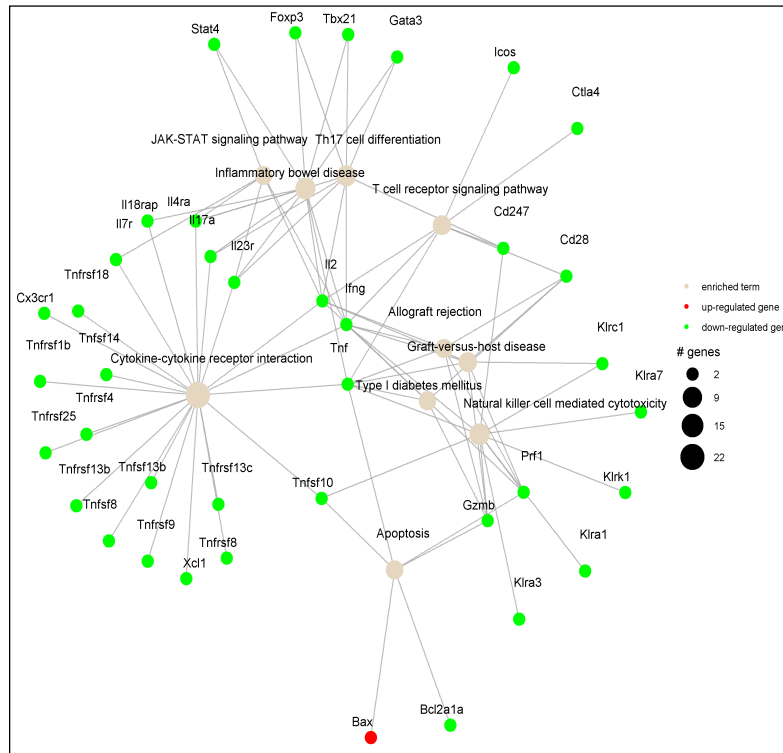 Foxp3
Tbx21
Stat4
Gata3
Icos
Ctla4
JAK-STAT signaling pathway
Th17 cell differentiation
Inflammatory bowel disease
T cell receptor signaling pathway
Il18rap
Il4ra
Cd247
Il7r
Il17a
Il23r
Cd28
Il2
Tnfrsf18
Ifng
enriched term
Cx3cr1
up-regulated gene
Allograft rejection
down-regulated gen
Tnfrsf1b
Tnfsf14
Klrc1
Tnf
Graft-versus-host disease
# genes
Cytokine-cytokine receptor interaction
2
Klra7
Type I diabetes mellitus
9
Tnfrsf4
Natural killer cell mediated cytotoxicity
Tnfrsf25
15
Prf1
22
Tnfrsf13b
Tnfsf13b
Tnfrsf13c
Klrk1
Tnfsf10
Tnfsf8
Gzmb
Tnfrsf9
Apoptosis
Klra1
Tnfrsf8
Xcl1
Klra3
Bax
Bcl2a1a